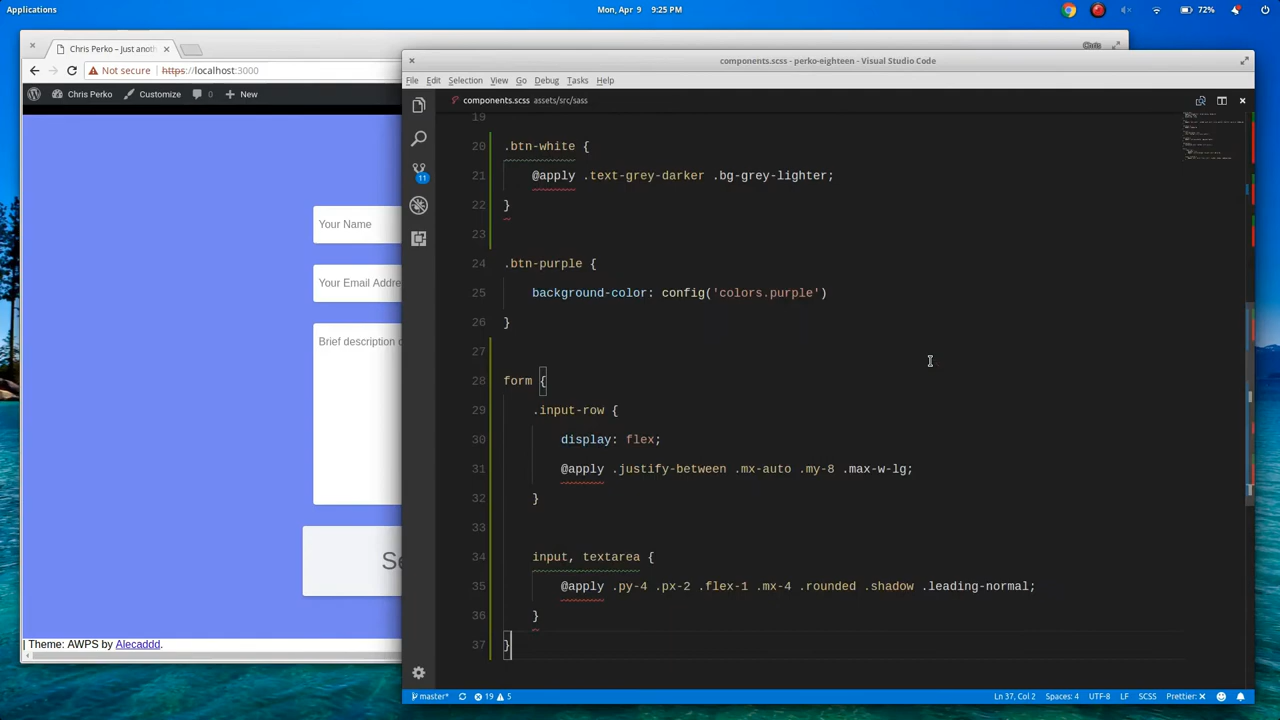 Applications
Mon, Apr 9 9:25 PM
72%
Chris Perko – Just anoth
Chris
Not secure https://localhost:3000
Chris Perko Customize 0 New
Your Name
Your Email Addre
Brief description o
Se
| Theme: AWPS by Alecaddd.
components.scss - perko-eighteen - Visual Studio Code
File Edit Selection View Go Debug Tasks Help
components.scss assets/src/sass
11
19
20 .btn-white {
21 @apply .text-grey-darker .bg-grey-lighter;
22 }
23
24 .btn-purple {
25 background-color: config('colors.purple')
26 }
27
28 form {
29 .input-row {
30 display: flex;
31 @apply .justify-between .mx-auto .my-8 .max-w-lg;
32 }
33
34 input, textarea {
35 @apply .py-4 .px-2 .flex-1 .mx-4 .rounded .shadow .leading-normal;
36 }
37 }
master* 19 5 Ln 37, Col 2 Spaces: 4 UTF-8 LF SCSS Prettier: ✕